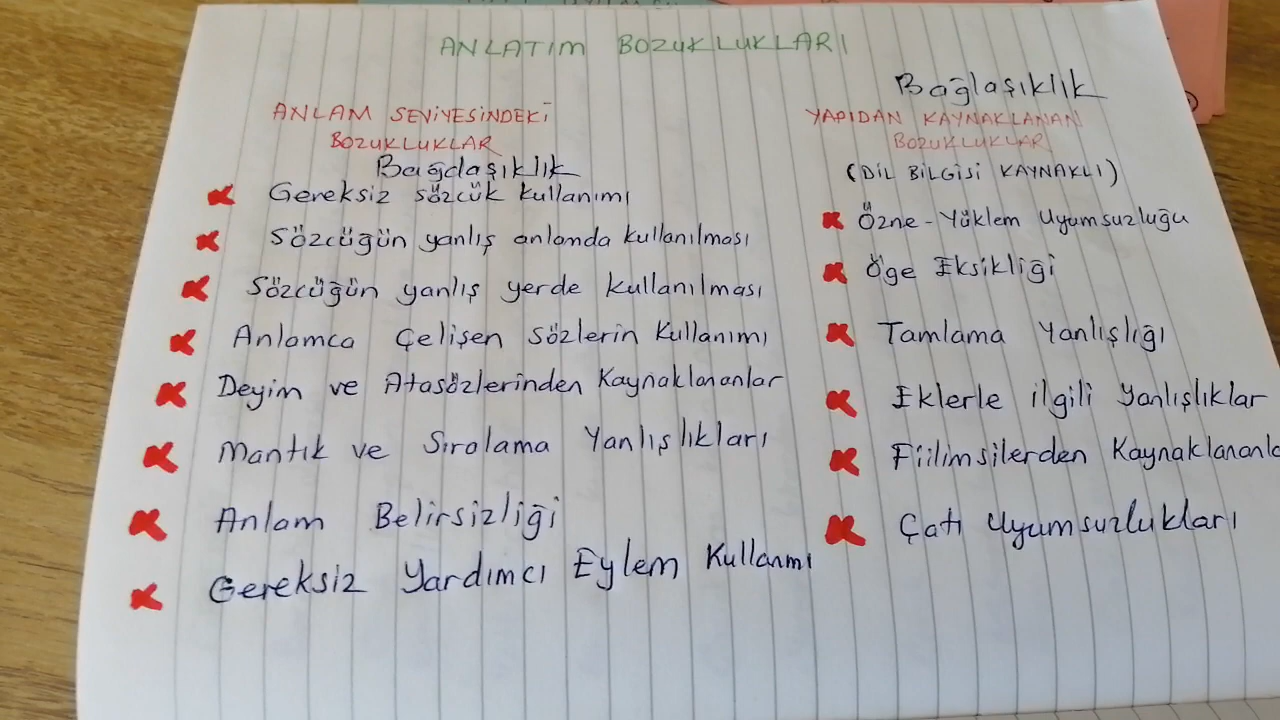 ANLATIM BOZUKLUKLARI
ANLAM SEVİYESİNDEKİ
BOZUKLUKLAR
Bağdaşıklık
Gereksiz sözcük kullanımı
Sözcüğün yanlış anlamda kullanılması
Sözcüğün yanlış yerde kullanılması
Anlamca Çelişen Sözlerin Kullanımı
Deyim ve Atasözlerinden Kaynaklananlar
Mantık ve Sıralama Yanlışlıkları
Anlam Belirsizliği
Gereksiz Yardımcı Eylem Kullanmı
Bağlaşıklık
YAPIDAN KAYNAKLANAN
BOZUKLUKLAR
(DİL BİLGİSİ KAYNAKLI)
Özne-Yüklem Uyumsuzluğu
Öge Eksikliği
Tamlama Yanlışlığı
Eklerle ilgili Yanlışlıklar
Fiilimsilerden Kaynaklananla
Çatı Uyumsuzlukları